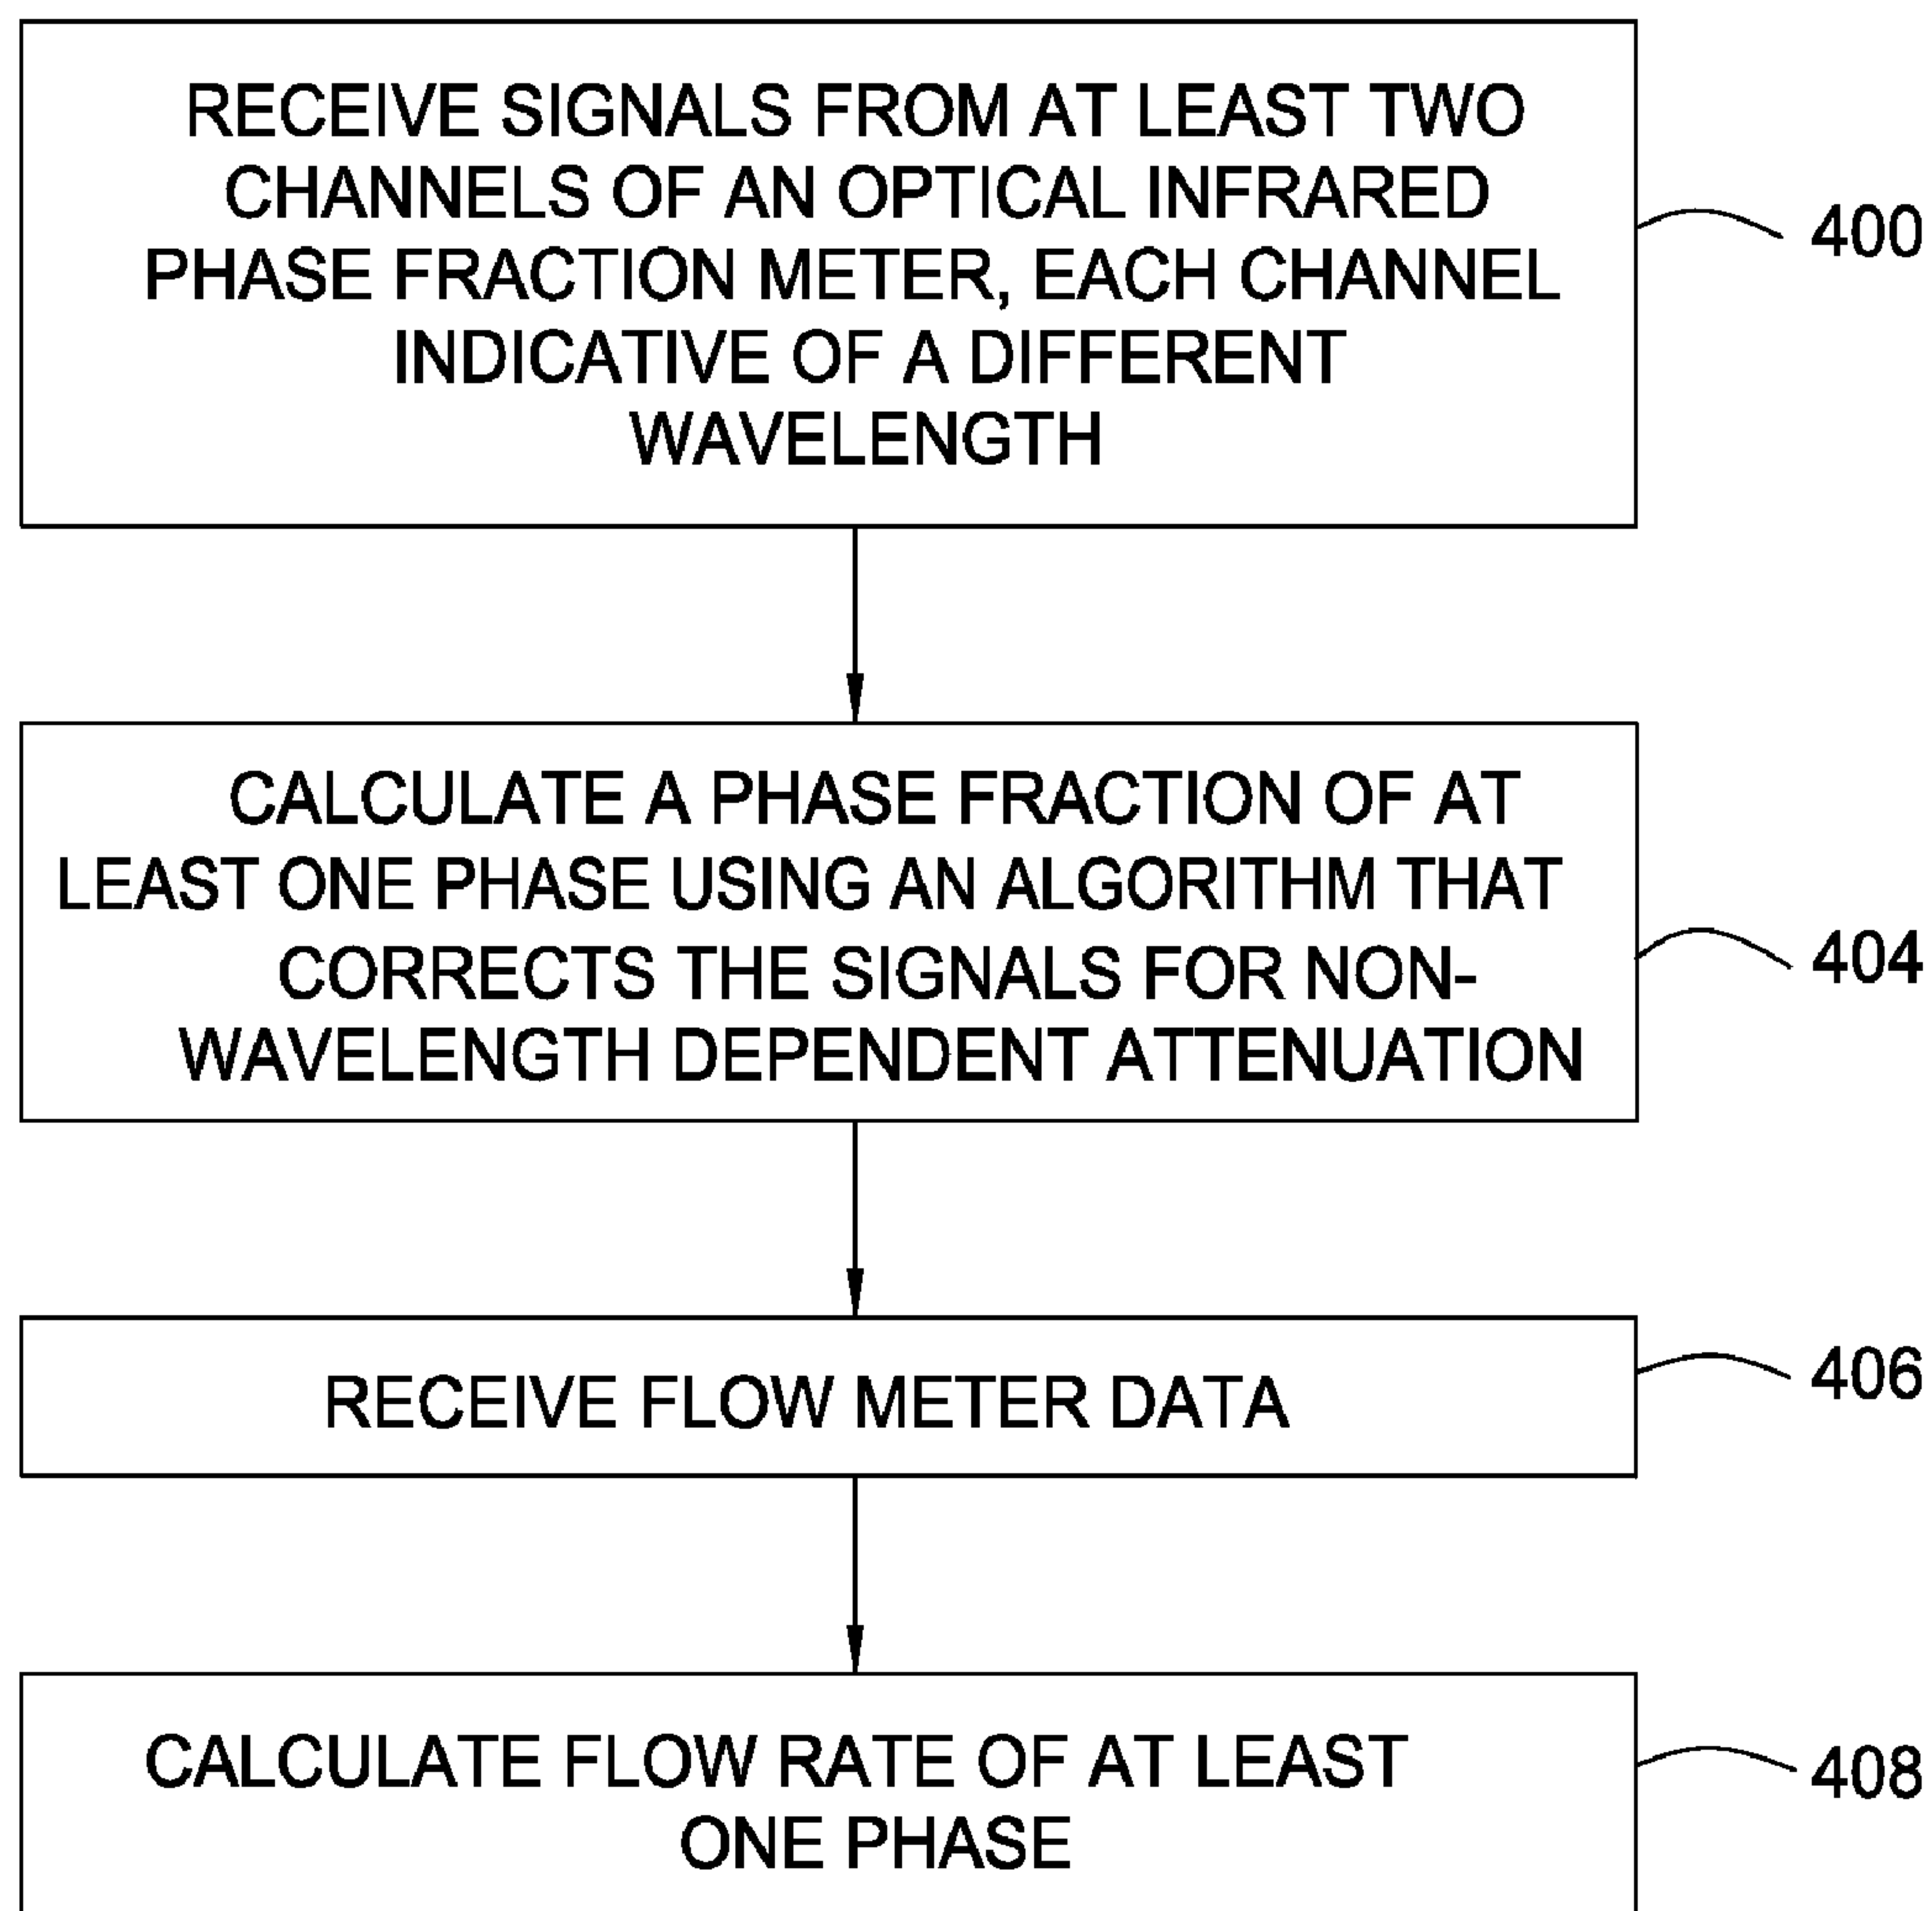 RECEIVE SIGNALS FROM AT LEAST TWO
CHANNELS OF AN OPTICAL INFRARED
PHASE FRACTION METER, EACH CHANNEL
INDICATIVE OF A DIFFERENT
WAVELENGTH
400
CALCULATE A PHASE FRACTION OF AT
LEAST ONE PHASE USING AN ALGORITHM THAT
CORRECTS THE SIGNALS FOR NON-
WAVELENGTH DEPENDENT ATTENUATION
404
RECEIVE FLOW METER DATA
406
CALCULATE FLOW RATE OF AT LEAST
ONE PHASE
408